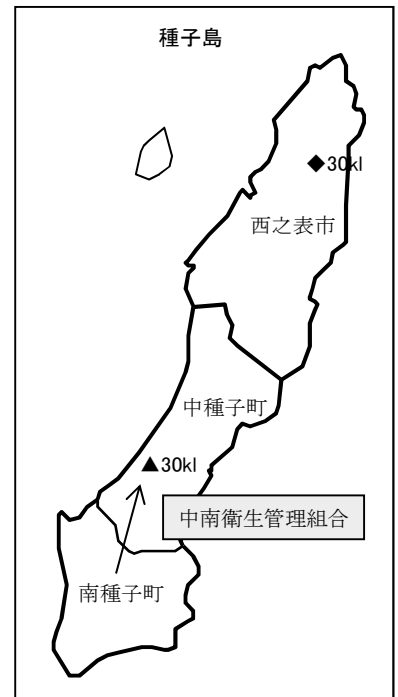 種子島
◆30kl
西之表市
中種子町
▲30kl
中南衛生管理組合
南種子町